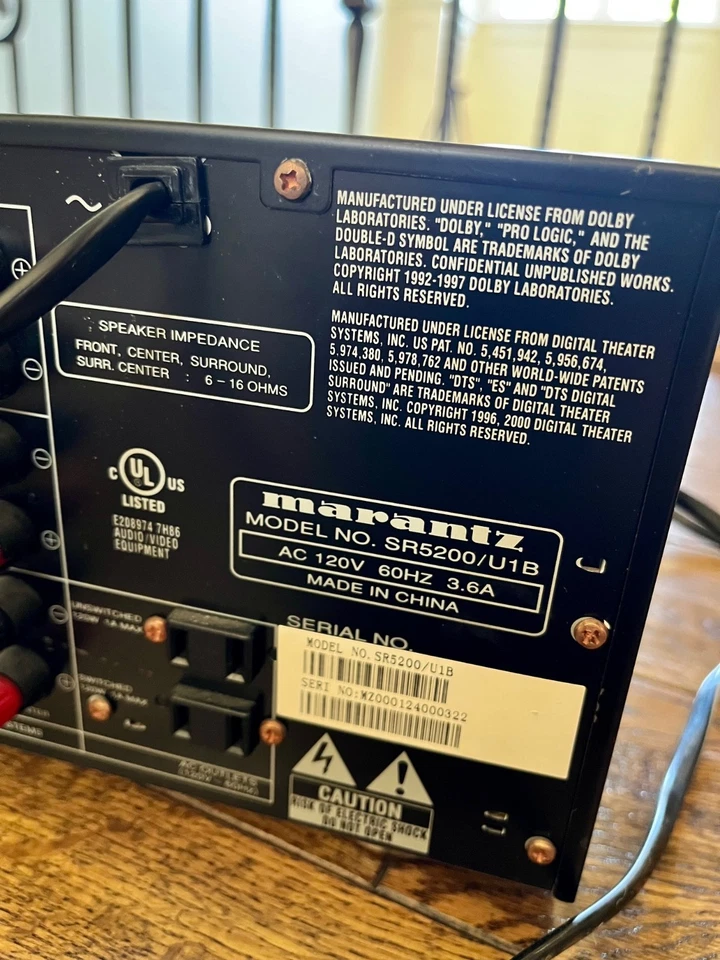 MANUFACTURED UNDER LICENSE FROM DOLBY
LABORATORIES. "DOLBY," "PRO LOGIC," AND THE
DOUBLE-D SYMBOL ARE TRADEMARKS OF DOLBY
LABORATORIES. CONFIDENTIAL UNPUBLISHED WORKS.
COPYRIGHT 1992-1997 DOLBY LABORATORIES.
ALL RIGHTS RESERVED.
MANUFACTURED UNDER LICENSE FROM DIGITAL THEATER
SYSTEMS, INC. US PAT. NO. 5,451,942, 5,956,674,
5,974,380, 5,978,762 AND OTHER WORLD-WIDE PATENTS
ISSUED AND PENDING. "DTS", "ES" AND "DTS DIGITAL
SURROUND" ARE TRADEMARKS OF DIGITAL THEATER
SYSTEMS, INC. COPYRIGHT 1996, 2000 DIGITAL THEATER
SYSTEMS, INC. ALL RIGHTS RESERVED.
SPEAKER IMPEDANCE
FRONT, CENTER, SURROUND,
SURR. CENTER : 6 – 16 OHMS
C UL US
LISTED
E208974 7H86
AUDIO/VIDEO
EQUIPMENT
marantz
MODEL NO. SR5200/U1B
AC 120V 60HZ 3.6A
MADE IN CHINA
UNSWITCHED
120W 1A MAX
SWITCHED
120W 1A MAX
AC OUTLETS
SERIAL NO.
MODEL NO. SR5200/U1B
SERI NO:MZ000124000322
CAUTION
RISK OF ELECTRIC SHOCK
DO NOT OPEN